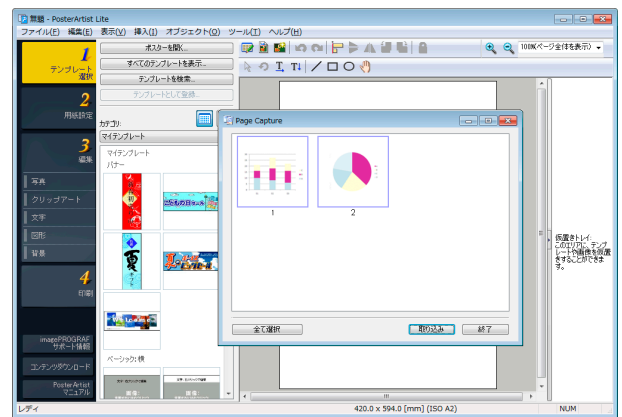 無題 - PosterArtist Lite
ファイル(F) 編集(E) 表示(V) 挿入(I) オブジェクト(O) ツール(T) ヘルプ(H)
1
テンプレート
選択
2
用紙設定
3
編集
写真
クリップアート
文字
図形
背景
4
印刷
imagePROGRAF
サポート情報
コンテンツダウンロード
PosterArtist
マニュアル
ポスターを開く...
すべてのテンプレートを表示...
テンプレートを検索...
テンプレートとして登録...
カテゴリ:
マイテンプレート
マイテンプレート
バナー
初
こどもの日
夏
ベーシック:横
100%(ページ全体を表示)
Page Capture
1
2
全て選択
取り込み
終了
仮置きトレイ:
このエリアに、テンプ
レートや画像を仮置
きすることができま
す。
レディ
420.0 x 594.0 [mm] (ISO A2)
NUM